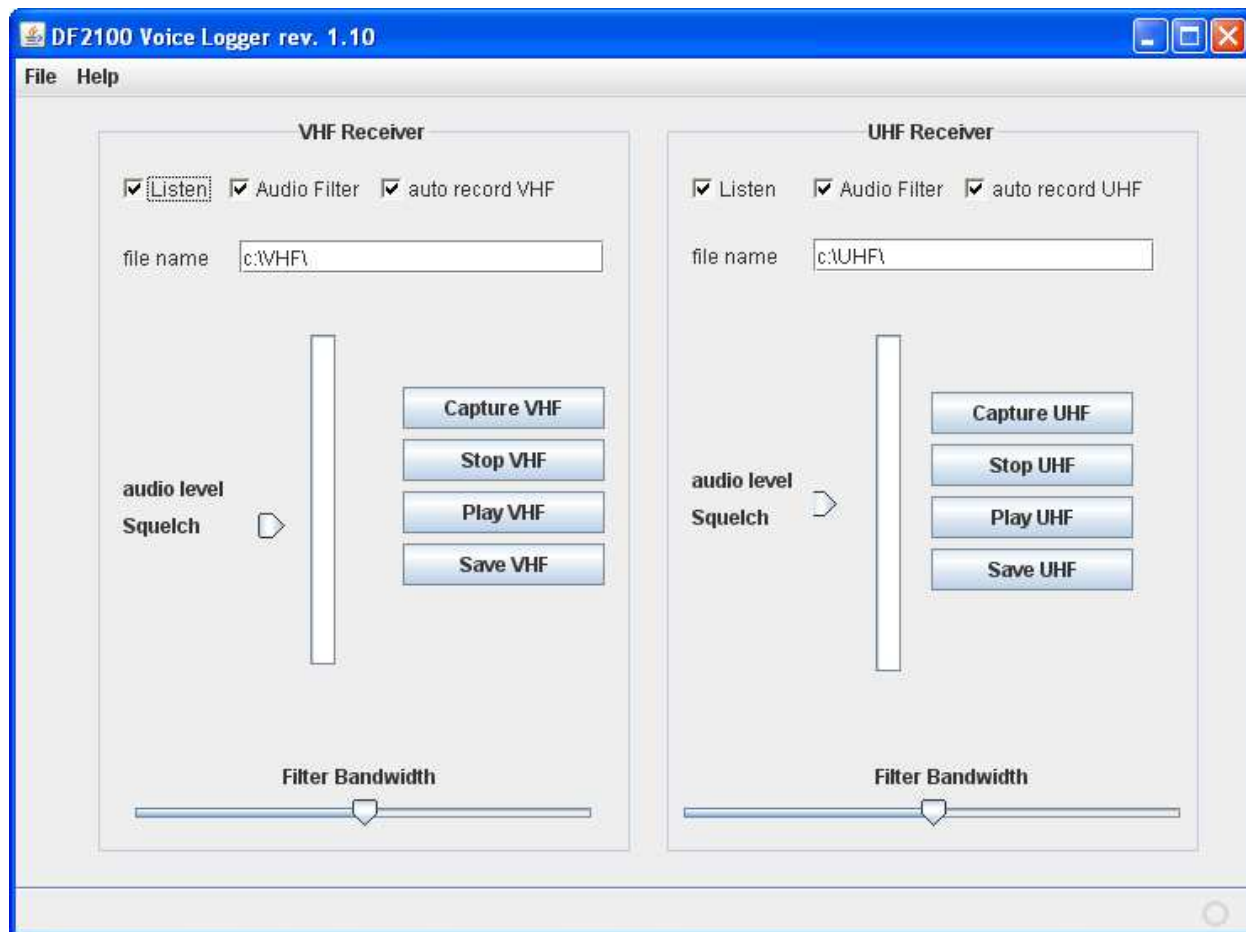 DF2100 Voice Logger rev. 1.10
File Help
VHF Receiver
Listen Audio Filter auto record VHF
file name c:\VHF\
Capture VHF
Stop VHF
audio level
Play VHF
Squelch
Save VHF
Filter Bandwidth
UHF Receiver
Listen Audio Filter auto record UHF
file name c:\UHF\
Capture UHF
Stop UHF
audio level
Play UHF
Squelch
Save UHF
Filter Bandwidth